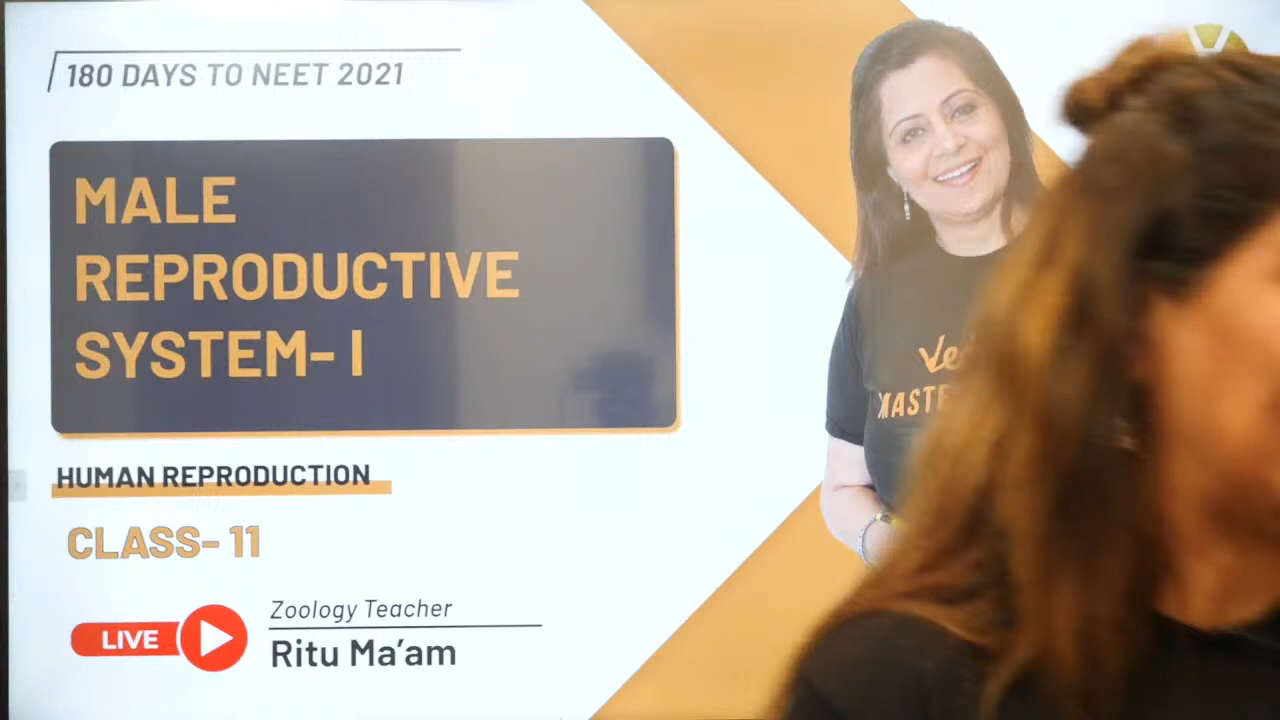 180 DAYS TO NEET 2021
MALE
REPRODUCTIVE
SYSTEM- I
HUMAN REPRODUCTION
CLASS- 11
LIVE
Zoology Teacher
Ritu Ma'am